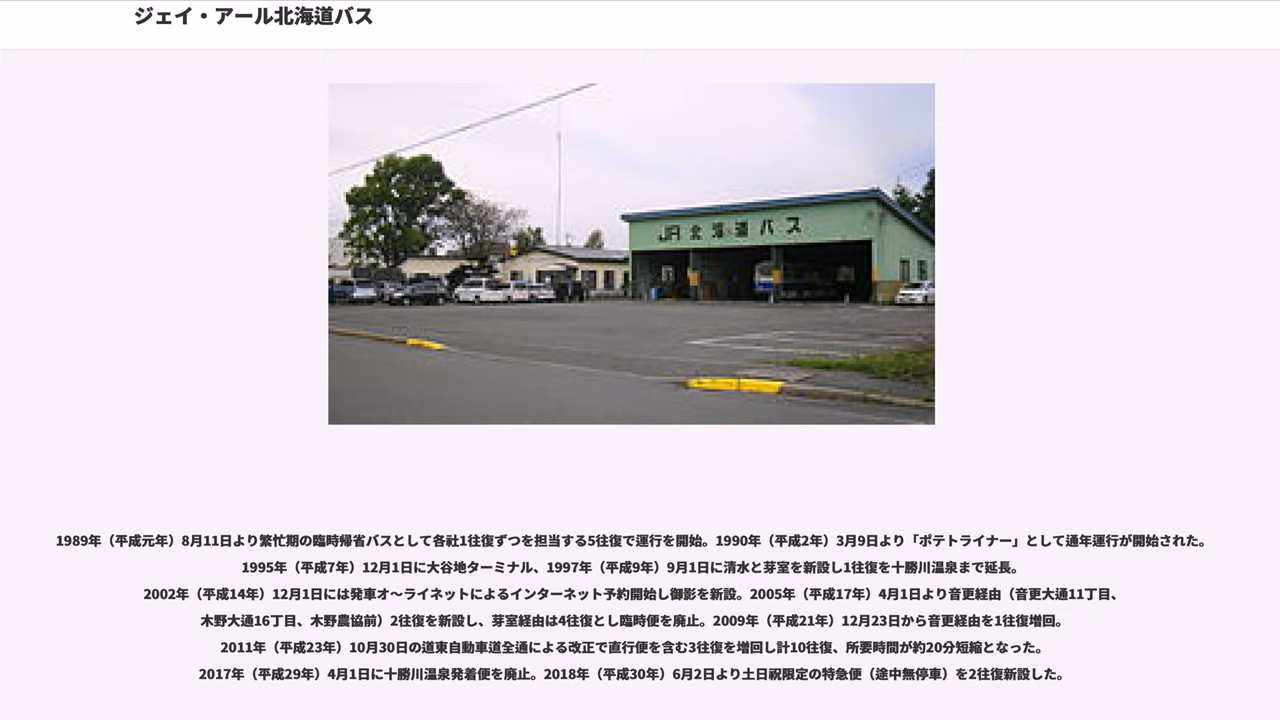 ジェイ・アール北海道バス
JR北海道バス
1989年（平成元年）8月11日より繁忙期の臨時帰省バスとして各社1往復ずつを担当する5往復で運行を開始。1990年（平成2年）3月9日より「ポテトライナー」として通年運行が開始された。
1995年（平成7年）12月1日に大谷地ターミナル、1997年（平成9年）9月1日に清水と芽室を新設し1往復を十勝川温泉まで延長。
2002年（平成14年）12月1日には発車オ〜ライネットによるインターネット予約開始し御影を新設。2005年（平成17年）4月1日より音更経由（音更大通11丁目、
木野大通16丁目、木野農協前）2往復を新設し、芽室経由は4往復とし臨時便を廃止。2009年（平成21年）12月23日から音更経由を1往復増回。
2011年（平成23年）10月30日の道東自動車道全通による改正で直行便を含む3往復を増回し計10往復、所要時間が約20分短縮となった。
2017年（平成29年）4月1日に十勝川温泉発着便を廃止。2018年（平成30年）6月2日より土日祝限定の特急便（途中無停車）を2往復新設した。